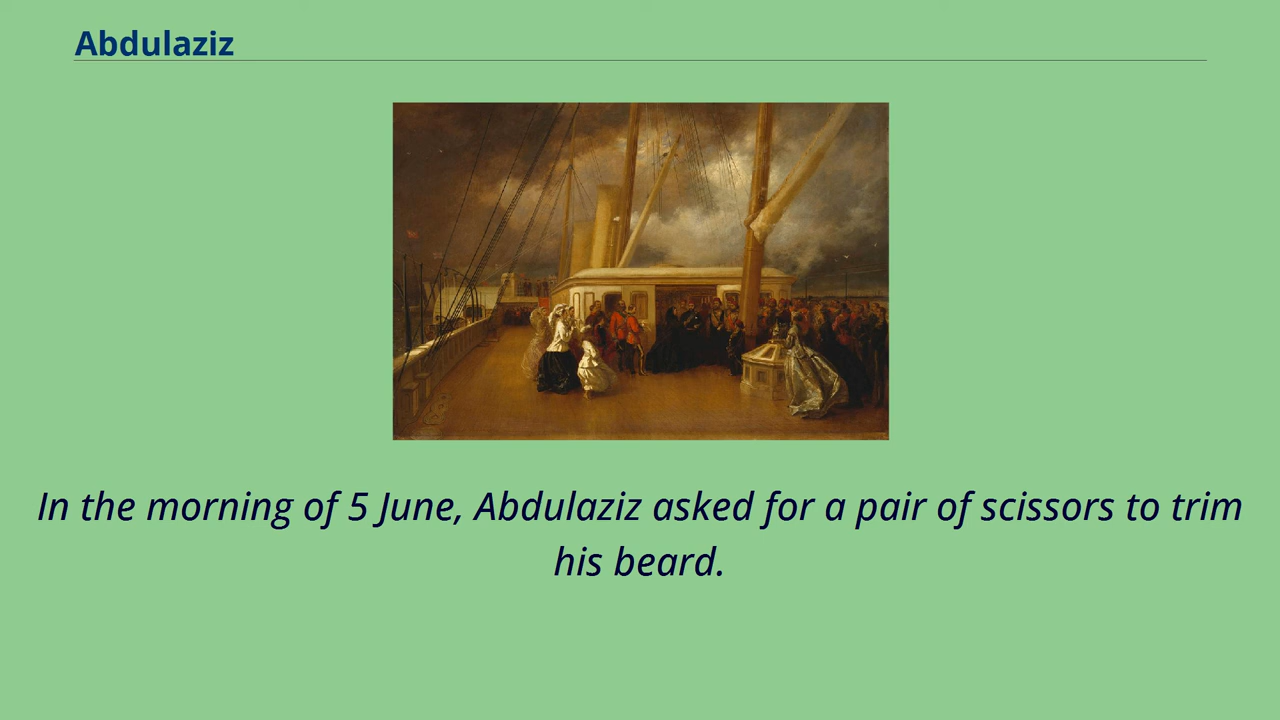 Abdulaziz
In the morning of 5 June, Abdulaziz asked for a pair of scissors to trim
his beard.